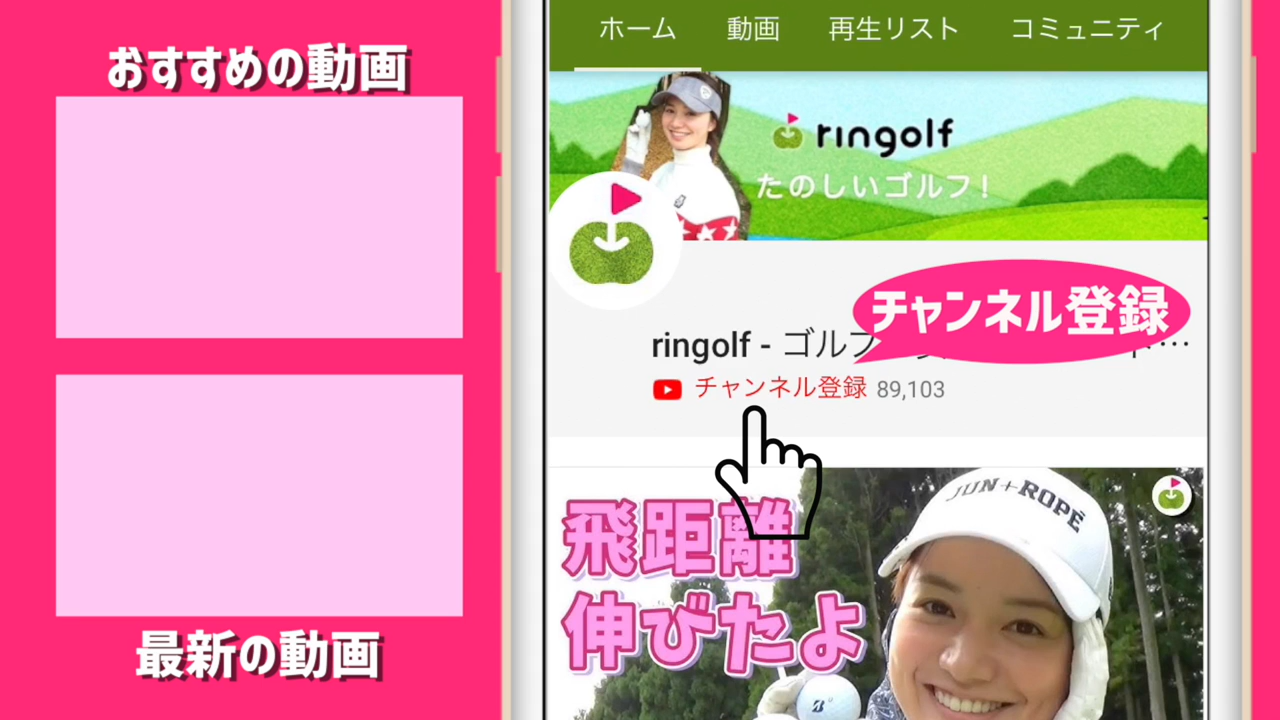 おすすめの動画
最新の動画
ホーム 動画 再生リスト コミュニティ
ringolf
たのしいゴルフ!
チャンネル登録
ringolf - ゴルフ
チャンネル登録 89,103
JUN+ROPÉ
飛距離
伸びたよ
B